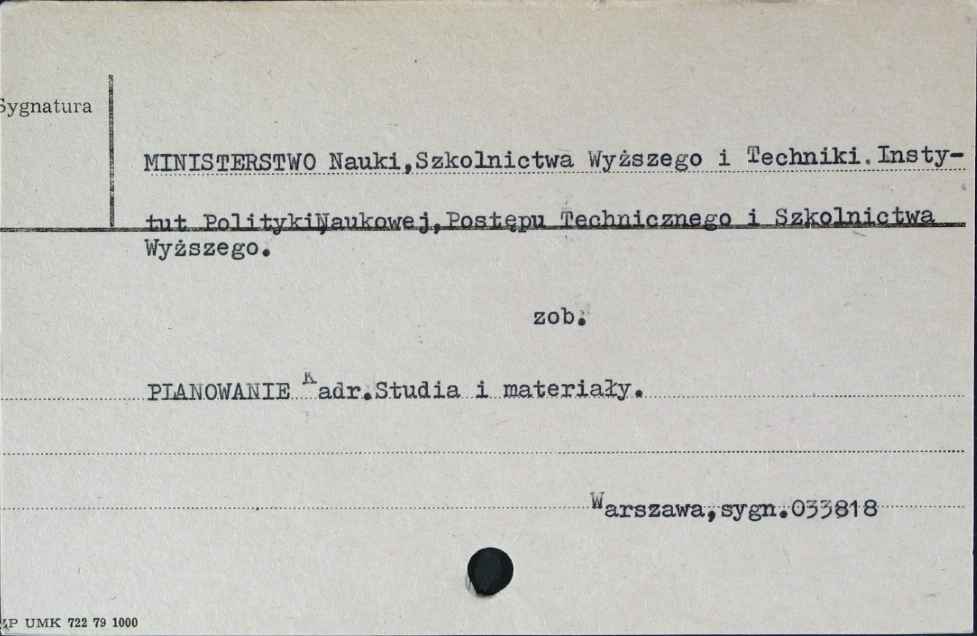 Sygnatura
MINISTERSTWO Nauki,Szkolnictwa Wyższego i Techniki.Insty-
tut PolitykiNaukowej,Postępu Technicznego i Szkolnictwa
Wyższego.
zob.
PLANOWANIE Kadr.Studia i materiały.
Warszawa,sygn.033818
UMK 722 79 1000